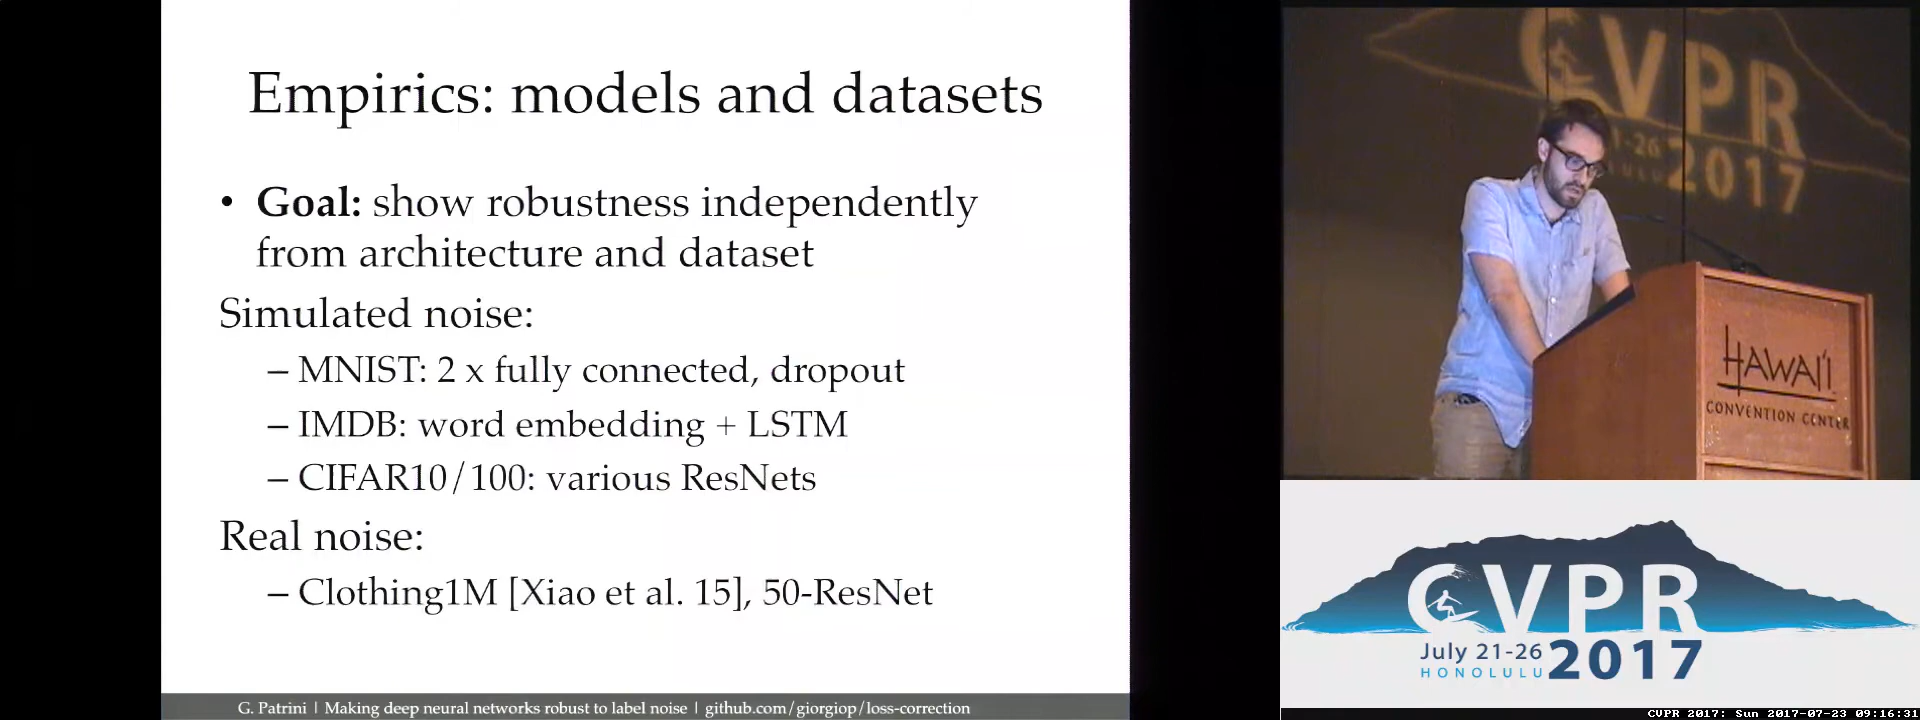 Empirics: models and datasets
• Goal: show robustness independently
from architecture and dataset
Simulated noise:
– MNIST: 2 x fully connected, dropout
– IMDB: word embedding + LSTM
– CIFAR10/100: various ResNets
Real noise:
– Clothing1M [Xiao et al. 15], 50-ResNet
G. Patrini | Making deep neural networks robust to label noise | github.com/giorgiop/loss-correction
CVPR
1-26
2017
HAWAI'I
CONVENTION CENTER
CVPR
July 21-26
HONOLULU
2017
CVPR 2017: Sun 2017-07-23 09:16:31